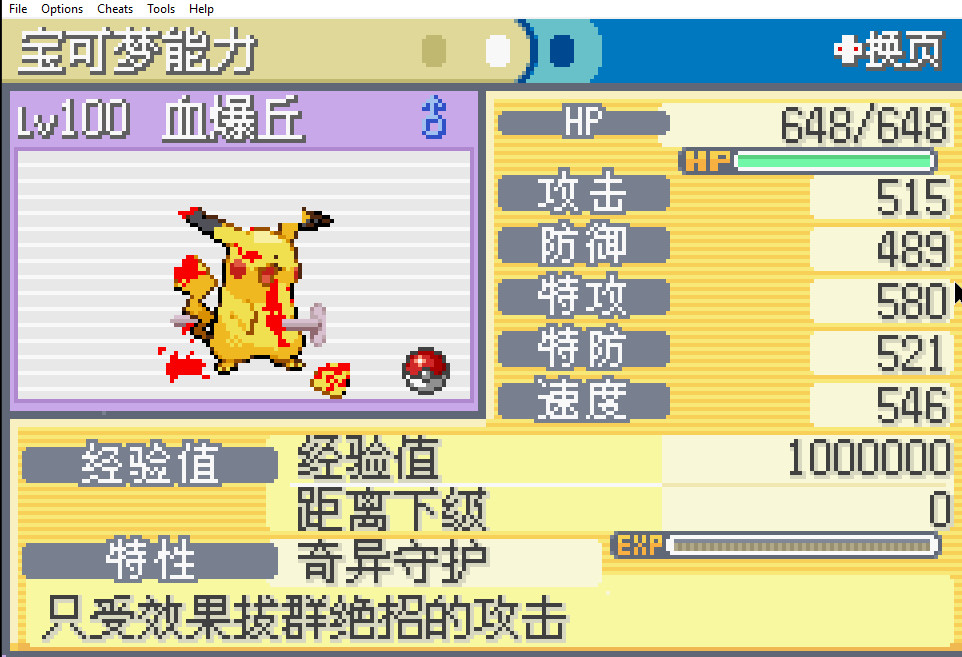 File Options Cheats Tools Help
宝可梦能力 换页
Lv100 血爆丘
HP 648/648
HP
攻击 515
防御 489
特攻 580
特防 521
速度 546
经验值 经验值 1000000
距离下级 0
EXP
特性 奇异守护
只受效果拔群绝招的攻击